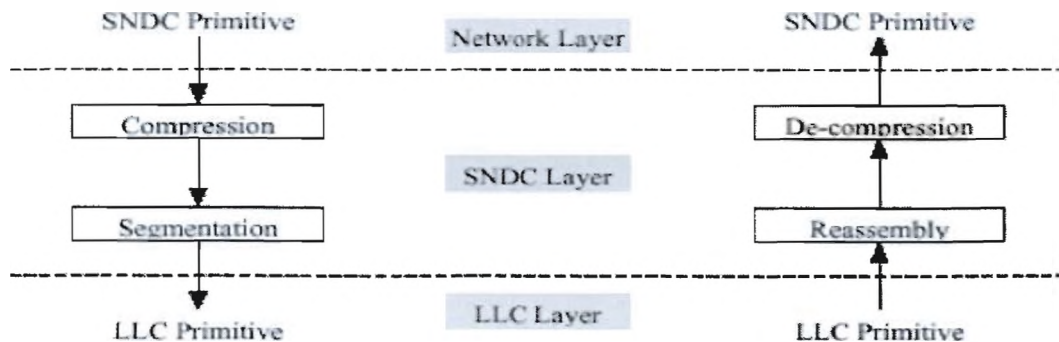 SNDC Primitive
Network Layer
SNDC Primitive
Compression
De-compression
SNDC Layer
Segmentation
Reassembly
LLC Primitive
LLC Layer
LLC Primitive